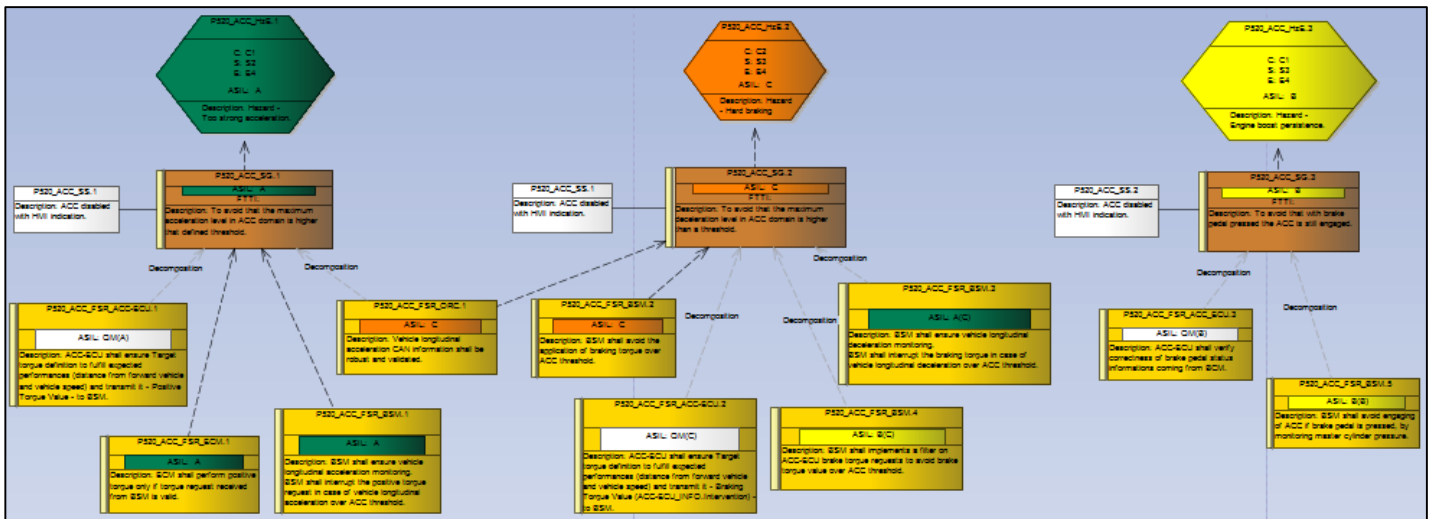 P520_ACC_HzE.1
C: C1
S: S2
E: E4
ASIL: A
Description: Hazard -
Too strong acceleration.
P520_ACC_HzE.2
C: C2
S: S3
E: E4
ASIL: C
Description: Hazard
- Hard braking
P520_ACC_HzE.3
C: C1
S: S3
E: E4
ASIL: B
Description: Hazard -
Engine boost persistence.
P520_ACC_SS.1
Description: ACC disabled
with HMI indication.
P520_ACC_SG.1
ASIL: A
FTTI:
Description: To avoid that the maximum
acceleration level in ACC domain is higher
that defined threshold.
P520_ACC_SS.1
Description: ACC disabled
with HMI indication.
P520_ACC_SG.2
ASIL: C
FTTI:
Description: To avoid that the maximum
deceleration level in ACC domain is higher
than a threshold.
P520_ACC_SS.2
Description: ACC disabled
with HMI indication.
P520_ACC_SG.3
ASIL: B
FTTI:
Description: To avoid that with brake
pedal pressed the ACC is still engaged.
Decomposition
Decomposition
Decomposition
Decomposition
Decomposition
Decomposition
Decomposition
P520_ACC_FSR_ACC-ECU.1
ASIL: QM(A)
Description: ACC-ECU shall ensure Target
torque definition to fulfill expected
performances (distance from forward vehicle
and vehicle speed) and transmit it - Positive
Torque Value - to BSM.
P520_ACC_FSR_ORC.1
ASIL: C
Description: Vehicle longitudinal
acceleration CAN information shall be
robust and validated.
P520_ACC_FSR_BSM.2
ASIL: C
Description: BSM shall avoid the
application of braking torque over
ACC threshold.
P520_ACC_FSR_BSM.3
ASIL: A(C)
Description: BSM shall ensure vehicle longitudinal
deceleration monitoring.
BSM shall interrupt the braking torque in case of
vehicle longitudinal deceleration over ACC threshold.
P520_ACC_FSR_ACC_ECU.3
ASIL: QM(B)
Description: ACC-ECU shall verify
correctness of brake pedal status
informations coming from BCM.
P520_ACC_FSR_ECM.1
ASIL: A
Description: ECM shall perform positive
torque only if torque request received
from BSM is valid.
P520_ACC_FSR_BSM.1
ASIL: A
Description: BSM shall ensure vehicle
longitudinal acceleration monitoring.
BSM shall interrupt the positive torque
request in case of vehicle longitudinal
acceleration over ACC threshold.
P520_ACC_FSR_ACC-ECU.2
ASIL: QM(C)
Description: ACC-ECU shall ensure Target
torque definition to fulfill expected
performances (distance from forward vehicle
and vehicle speed) and transmit it - Braking
Torque Value (ACC-ECU_INFO.Intervention) -
to BSM.
P520_ACC_FSR_BSM.4
ASIL: B(C)
Description: BSM shall implements a filter on
ACC-ECU brake torque requests to avoid brake
torque value over ACC threshold.
P520_ACC_FSR_BSM.5
ASIL: B(B)
Description: BSM shall avoid engaging
of ACC if brake pedal is pressed, by
monitoring master cylinder pressure.